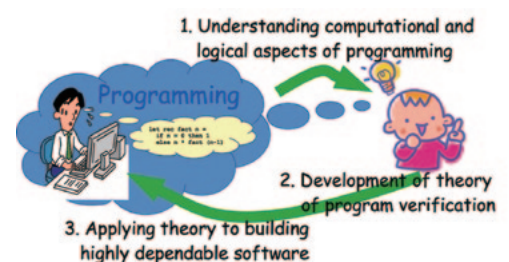 1. Understanding computational and
logical aspects of programming
Programming
let rec fact n =
if n = 0 then 1
else n * fact (n-1)
2. Development of theory
of program verification
3. Applying theory to building
highly dependable software